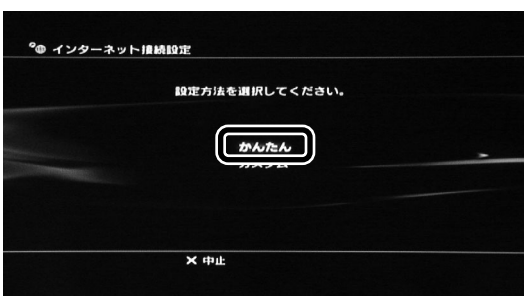 インターネット接続設定
設定方法を選択してください。
かんたん
カスタム
× 中止